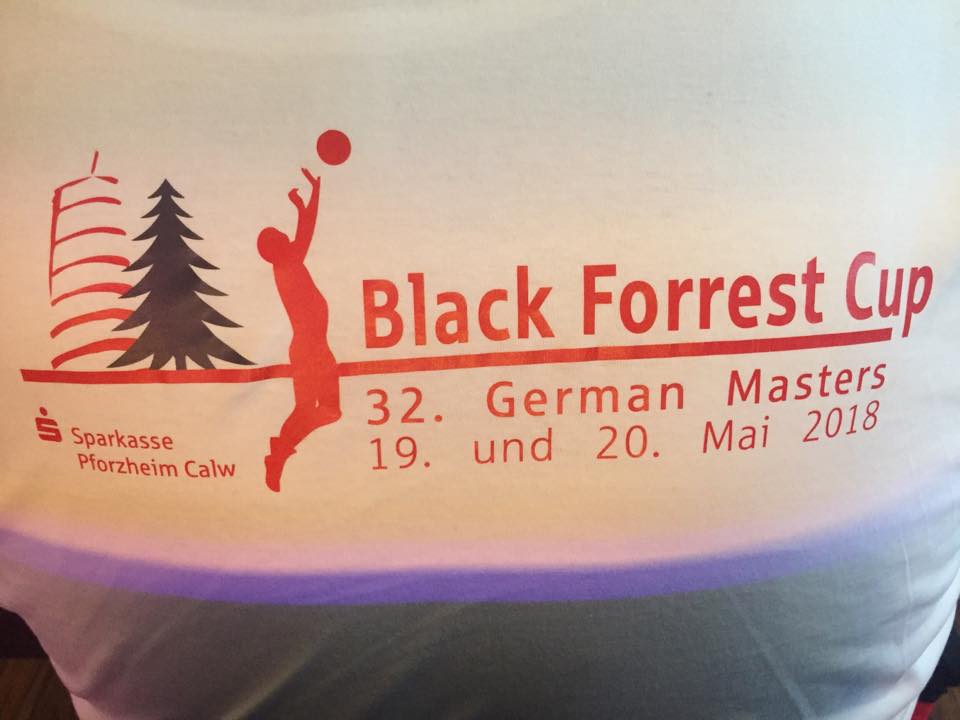 Black Forrest Cup
32. German Masters
19. und 20. Mai 2018
Sparkasse
Pforzheim Calw